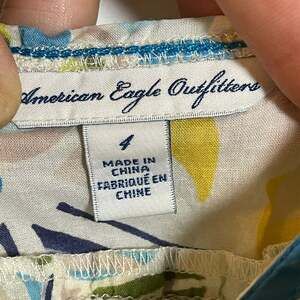 American Eagle Outfitters
4
MADE IN
CHINA
FABRIQUÉ EN
CHINE